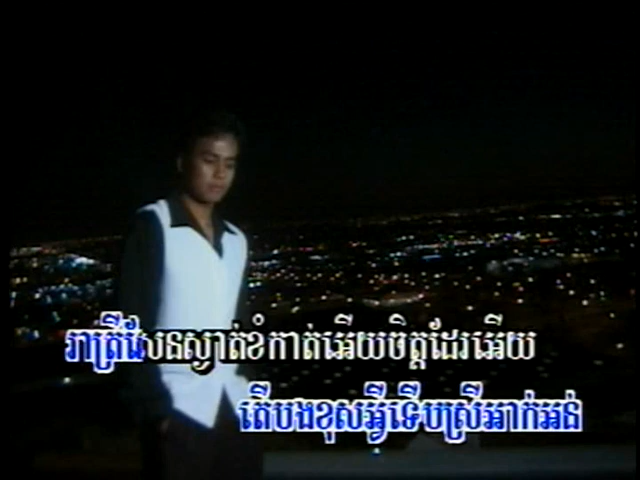 រាត្រីសែនស្ងាត់ខំកាត់អើយចិត្តដែរអើយ
តើបងខុសអ្វីទើបស្រីអាក់អន់